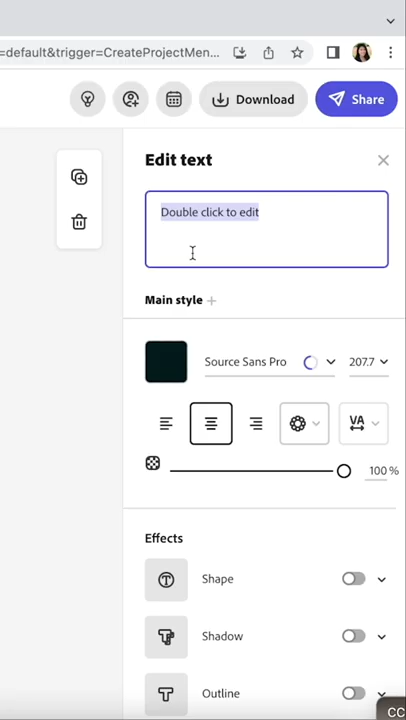 =default&trigger=CreateProjectMen...
Download
Share
Edit text
Double click to edit
Main style +
Source Sans Pro
207.7
VA
100 %
Effects
Shape
Shadow
Outline
CC